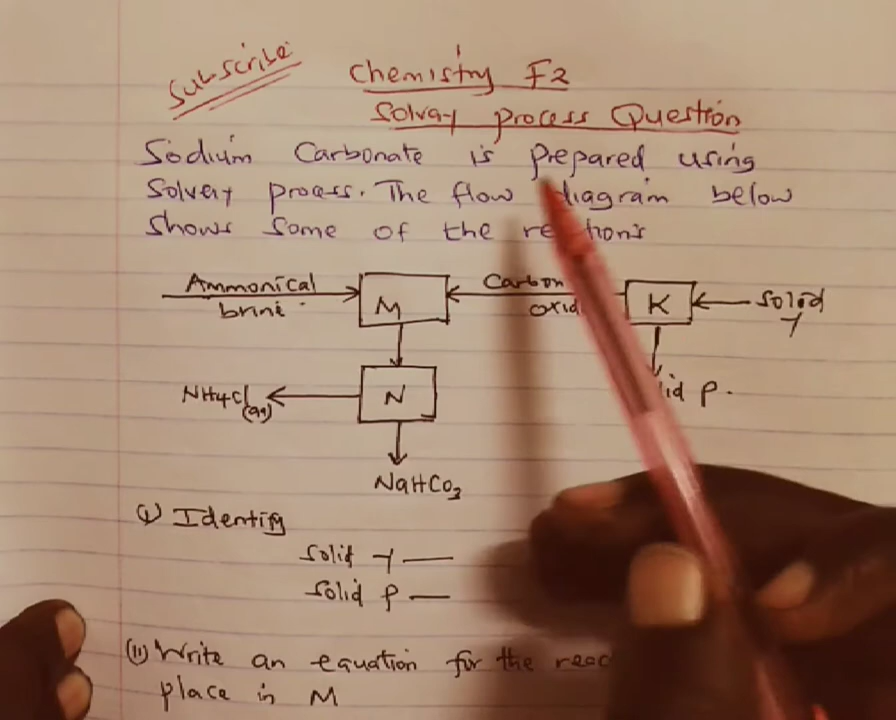 Subscribe
Chemistry F2
Solvay process Question
Sodium Carbonate is prepared using
Solvay process. The flow diagram below
Shows Some of the
Ammonical
brine
M
Carbon
K
Solid
Y
NH4Cl(aq)
N
P.
NaHCO3
(i) Identify
Solid Y —
Solid P —
(ii) Write an equation for the
place in M